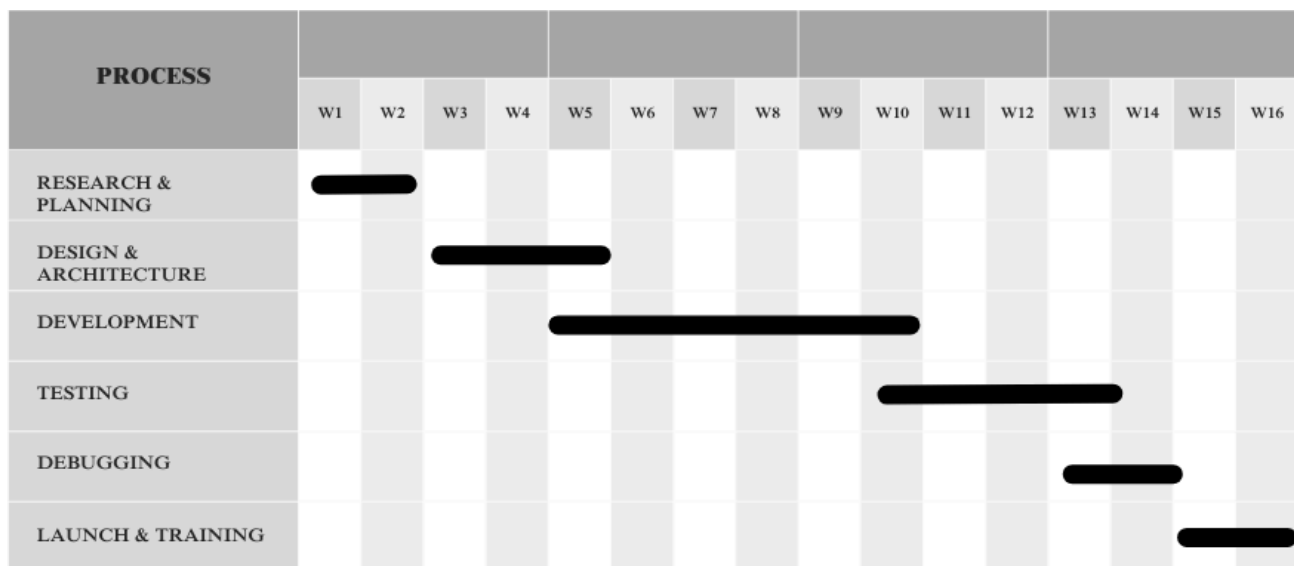 PROCESS
W1 W2 W3 W4 W5 W6 W7 W8 W9 W10 W11 W12 W13 W14 W15 W16
RESEARCH &
PLANNING
DESIGN &
ARCHITECTURE
DEVELOPMENT
TESTING
DEBUGGING
LAUNCH & TRAINING